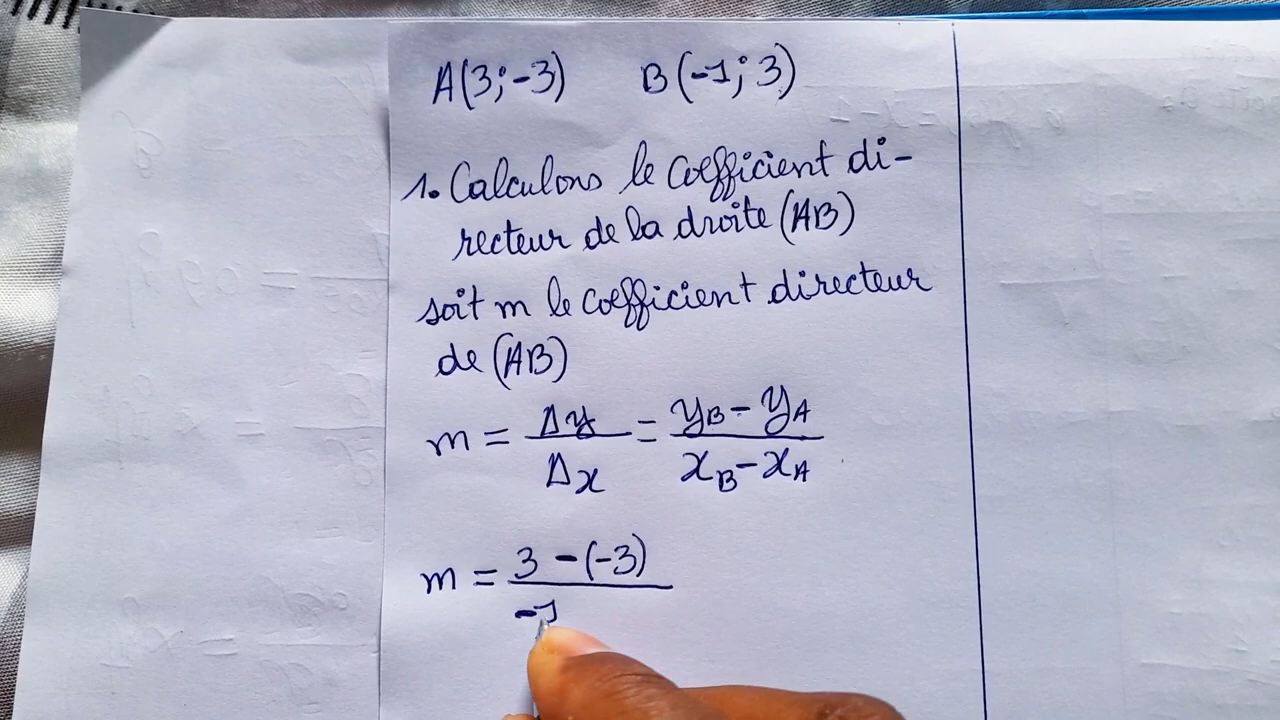 A(3;-3) B(-1;3)
1. Calculons le coefficient di-
recteur de la droite (AB)
soit m le coefficient directeur
de (AB)
m = Δy/Δx = yB - yA/xB - xA
m = 3 - (-3)/-1